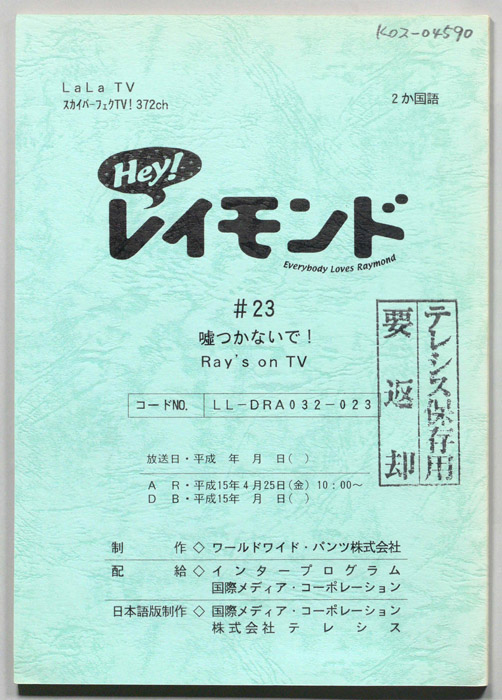 KOス-04590
LaLa TV
スカイパーフェクTV! 372ch
2か国語
Hey!
レイモンド
Everybody Loves Raymond
#23
嘘つかないで!
Ray's on TV
コードNO. LL-DRA032-023
放送日・平成 年 月 日( )
A R・平成15年4月25日(金) 10:00~
D B・平成15年 月 日( )
制 作◇ワールドワイド・パンツ株式会社
配 給◇インタープログラム
国際メディア・コーポレーション
日本語版制作◇国際メディア・コーポレーション
株式会社テレシス
テレシス保存用
要返却